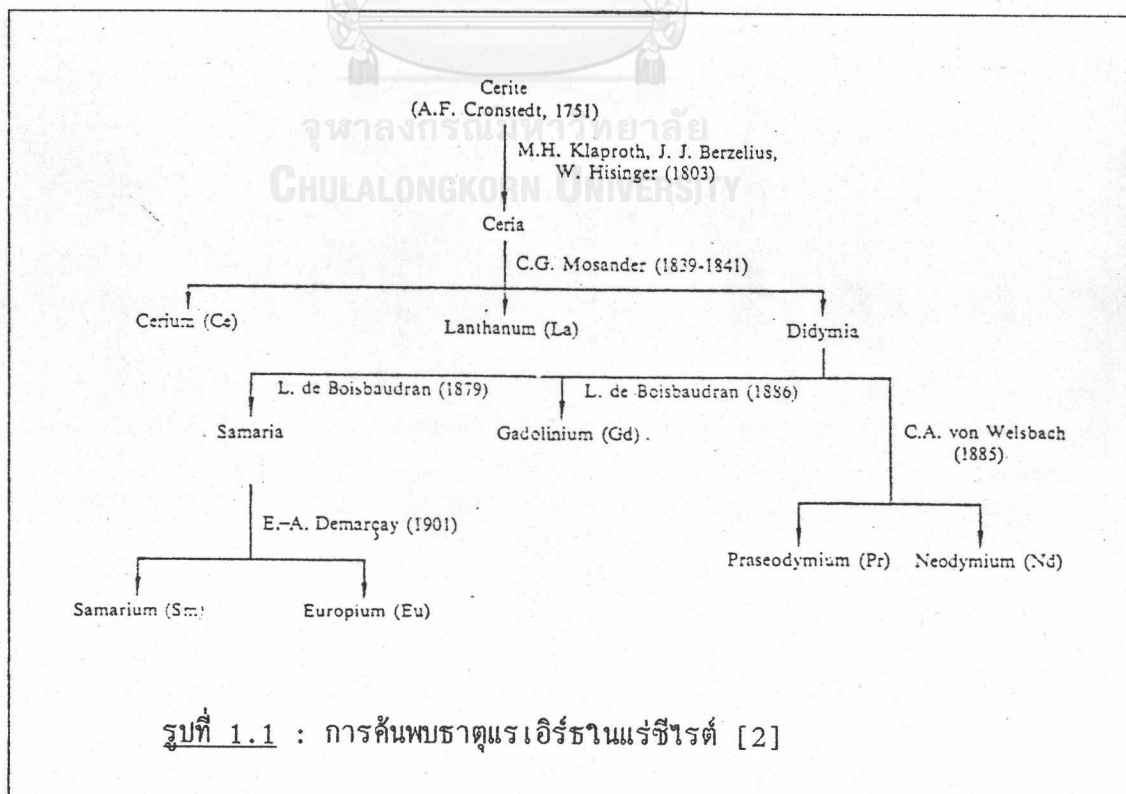 Cerite
(A.F. Cronstedt, 1751)
จุฬาลงกรณ์มหาวิทยาลัย
M.H. Klaproth, J. J. Berzelius,
W. Hisinger (1803)
CHULALONGKORN UNIVERSITY
Ceria
C.G. Mosander (1839-1841)
Cerium (Ce)
Lanthanum (La)
Didymia
L. de Boisbaudran (1879)
L. de Boisbaudran (1886)
Samaria
Gadolinium (Gd)
C.A. von Welsbach
(1885)
E.-A. Demarçay (1901)
Praseodymium (Pr)
Neodymium (Nd)
Samarium (Sm)
Europium (Eu)
รูปที่ 1.1 : การค้นพบธาตุแรเอิร์ธในแร่ซีไรต์ [2]